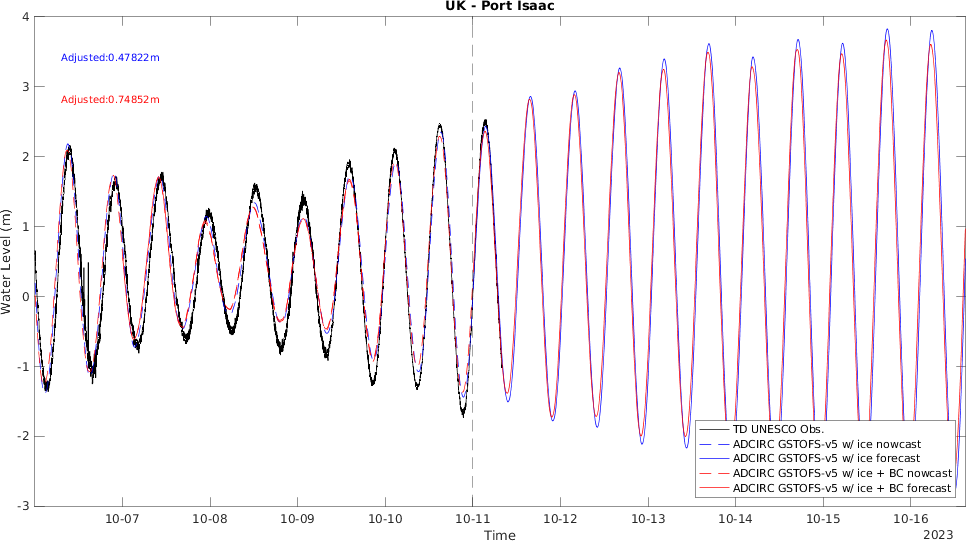 UK - Port Isaac
Adjusted:0.47822m
Adjusted:0.74852m
Water Level (m)
4
3
2
1
0
-1
-2
-3
TD UNESCO Obs.
ADCIRC GSTOFS-v5 w/ ice nowcast
ADCIRC GSTOFS-v5 w/ ice forecast
ADCIRC GSTOFS-v5 w/ ice + BC nowcast
ADCIRC GSTOFS-v5 w/ ice + BC forecast
10-07 10-08 10-09 10-10 10-11 10-12 10-13 10-14 10-15 10-16
Time
2023